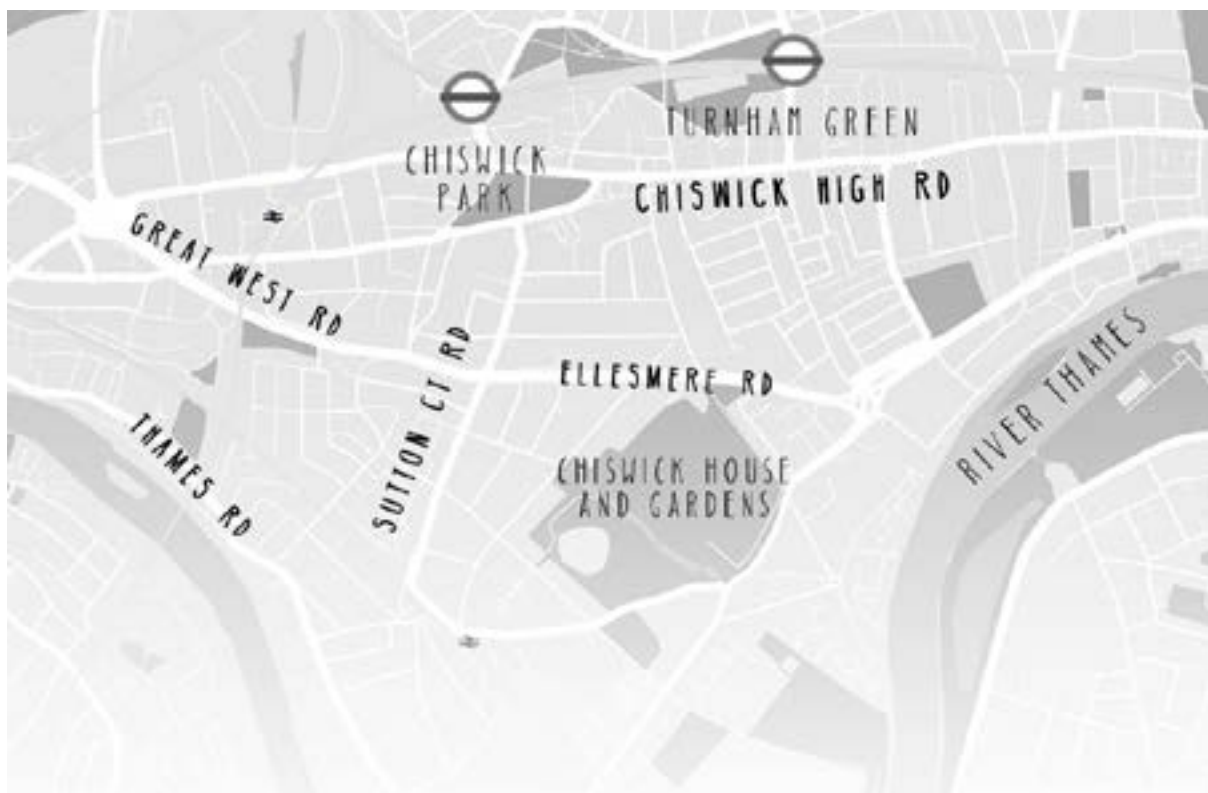 TURNHAM GREEN
CHISWICK
PARK
CHISWICK HIGH RD
GREAT WEST RD
SUTTON CT RD
ELLESMERE RD
RIVER THAMES
THAMES RD
CHISWICK HOUSE
AND GARDENS